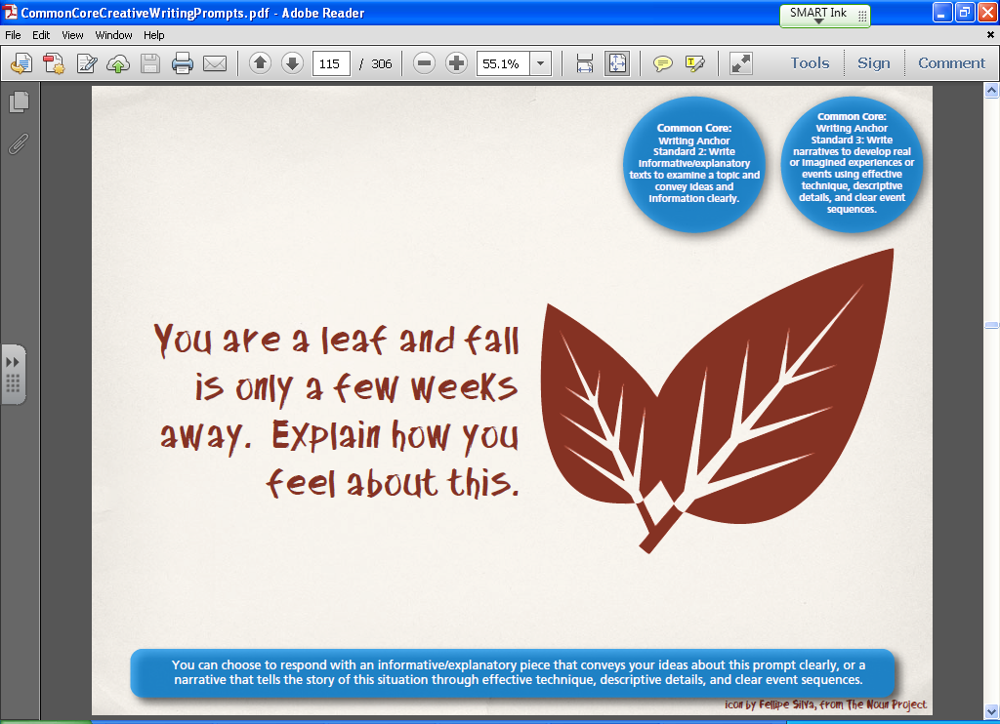 CommonCoreCreativeWritingPrompts.pdf - Adobe Reader
SMART Ink
File Edit View Window Help
115 / 306
55.1%
Tools Sign Comment
Common Core:
Writing Anchor
Standard 2: Write
informative/explanatory
texts to examine a topic and
convey ideas and
information clearly.
Common Core:
Writing Anchor
Standard 3: Write
narratives to develop real
or imagined experiences or
events using effective
technique, descriptive
details, and clear event
sequences.
You are a leaf and fall
is only a few weeks
away. Explain how you
feel about this.
You can choose to respond with an informative/explanatory piece that conveys your ideas about this prompt clearly, or a
narrative that tells the story of this situation through effective technique, descriptive details, and clear event sequences.
icon by Fellipe Silva, from The Noun Project